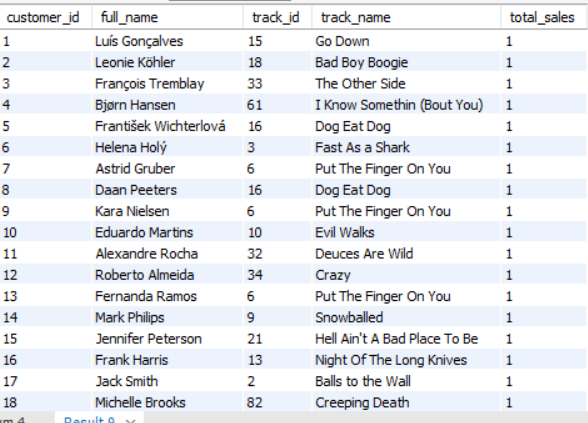 customer_id full_name track_id track_name total_sales
1 Luís Gonçalves 15 Go Down 1
2 Leonie Köhler 18 Bad Boy Boogie 1
3 François Tremblay 33 The Other Side 1
4 Bjørn Hansen 61 I Know Somethin (Bout You) 1
5 František Wichterlová 16 Dog Eat Dog 1
6 Helena Holý 3 Fast As a Shark 1
7 Astrid Gruber 6 Put The Finger On You 1
8 Daan Peeters 16 Dog Eat Dog 1
9 Kara Nielsen 6 Put The Finger On You 1
10 Eduardo Martins 10 Evil Walks 1
11 Alexandre Rocha 32 Deuces Are Wild 1
12 Roberto Almeida 34 Crazy 1
13 Fernanda Ramos 6 Put The Finger On You 1
14 Mark Philips 9 Snowballed 1
15 Jennifer Peterson 21 Hell Ain't A Bad Place To Be 1
16 Frank Harris 13 Night Of The Long Knives 1
17 Jack Smith 2 Balls to the Wall 1
18 Michelle Brooks 82 Creeping Death 1
4 Result 9